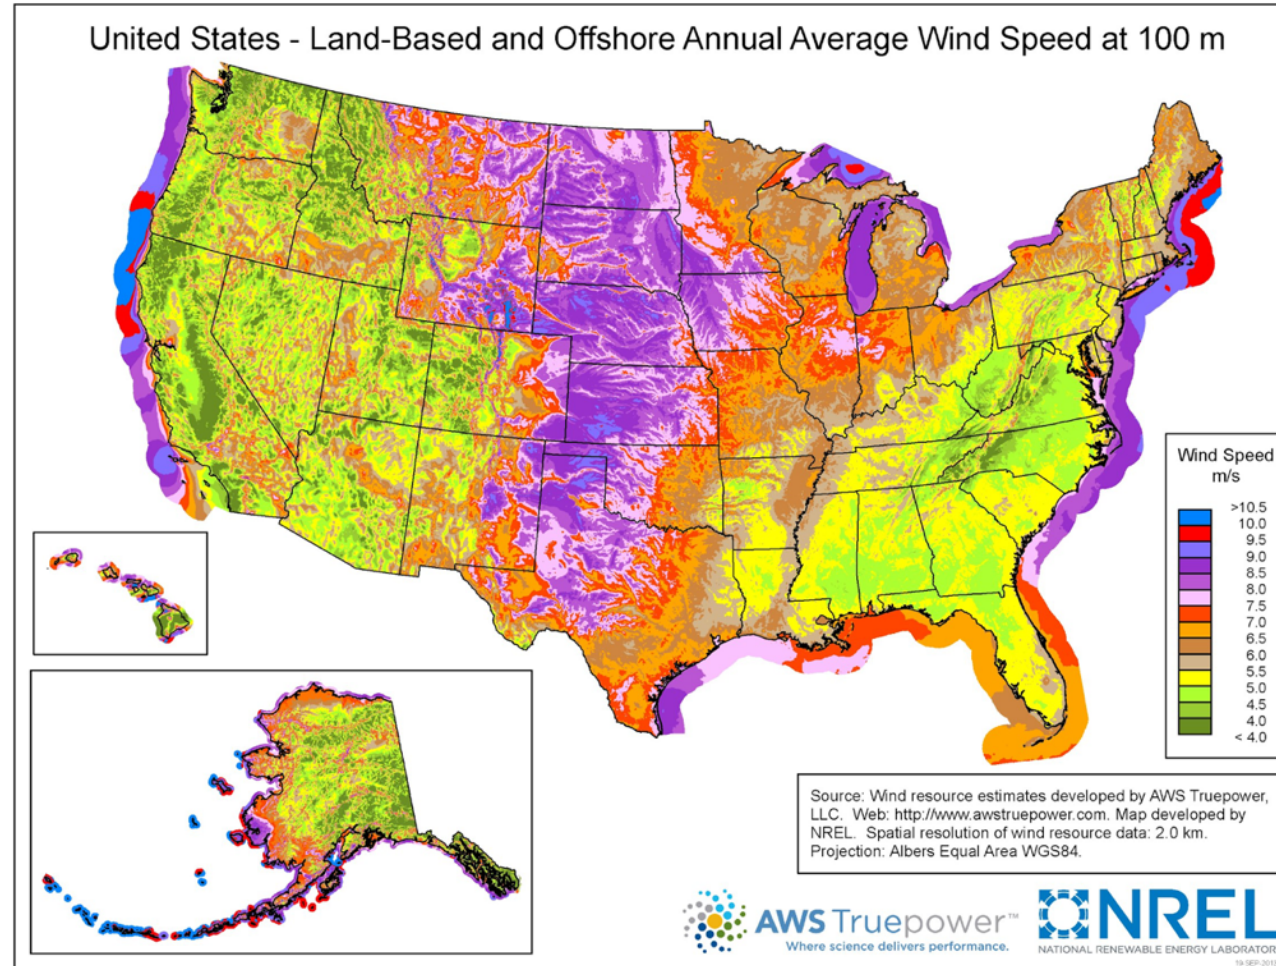 United States - Land-Based and Offshore Annual Average Wind Speed at 100 m
Wind Speed
m/s
>10.5
10.0
9.5
9.0
8.5
8.0
7.5
7.0
6.5
6.0
5.5
5.0
4.5
4.0
< 4.0
Source: Wind resource estimates developed by AWS Truepower,
LLC. Web: http://www.awstruepower.com. Map developed by
NREL. Spatial resolution of wind resource data: 2.0 km.
Projection: Albers Equal Area WGS84.
AWS Truepower™
Where science delivers performance.
NREL
NATIONAL RENEWABLE ENERGY LABORATOR